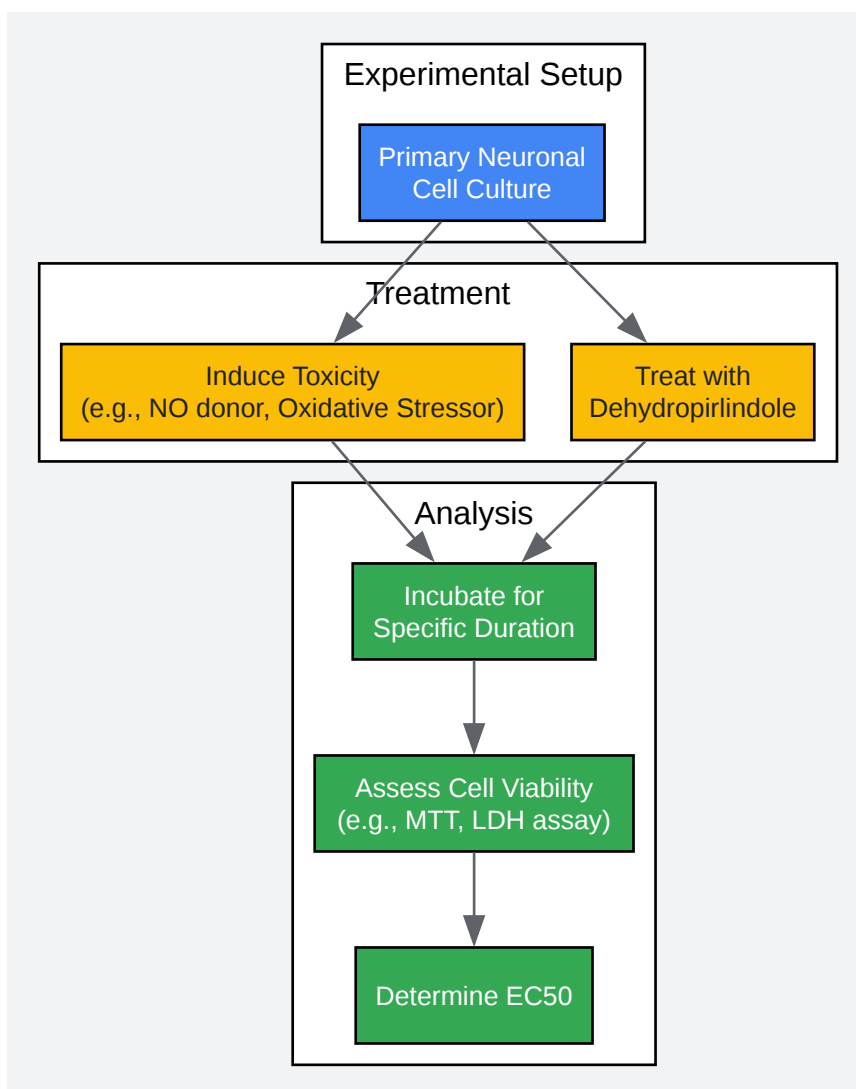 Experimental Setup
Primary Neuronal
Cell Culture
Treatment
Induce Toxicity
(e.g., NO donor, Oxidative Stressor)
Treat with
Dehydropirlindole
Analysis
Incubate for
Specific Duration
Assess Cell Viability
(e.g., MTT, LDH assay)
Determine EC50